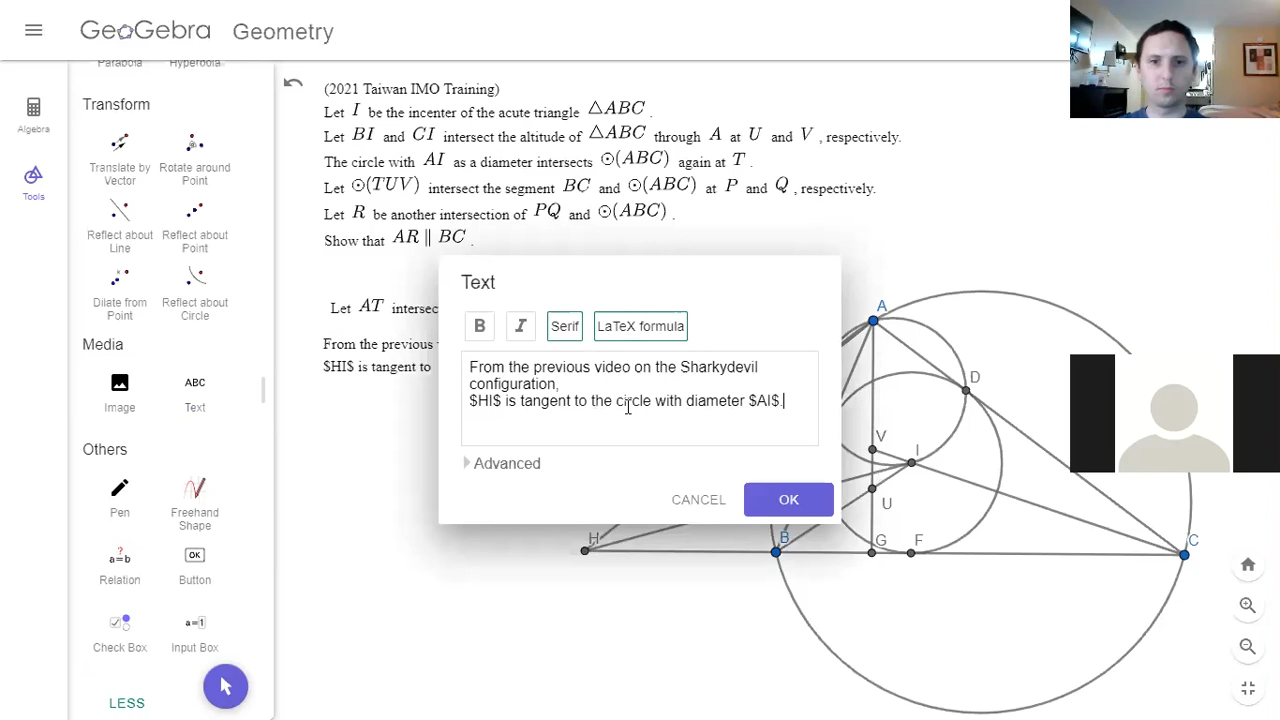 GeoGebra Geometry
Parabola Hyperbola
Algebra
Tools
Transform
Translate by Vector
Rotate around Point
Reflect about Line
Reflect about Point
Dilate from Point
Reflect about Circle
Media
Image
ABC
Text
Others
Pen
Freehand Shape
a=b
Relation
OK
Button
Check Box
a=1
Input Box
LESS
(2021 Taiwan IMO Training)
Let I be the incenter of the acute triangle △ABC .
Let BI and CI intersect the altitude of △ABC through A at U and V , respectively.
The circle with AI as a diameter intersects ⊙(ABC) again at T .
Let ⊙(TUV) intersect the segment BC and ⊙(ABC) at P and Q , respectively.
Let R be another intersection of PQ and ⊙(ABC) .
Show that AR ∥ BC .
Let AT intersec
From the previous
$HI$ is tangent to
Text
B I Serif LaTeX formula
From the previous video on the Sharkydevil
configuration,
$HI$ is tangent to the circle with diameter $AI$.
Advanced
CANCEL OK
A
D
V
I
U
H
B
G
F
C